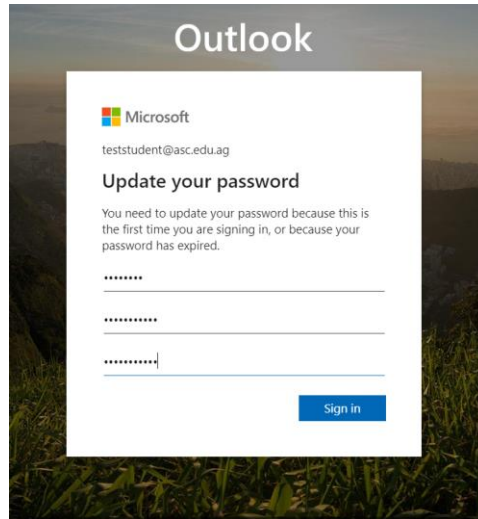 Outlook
Microsoft
teststudent@asc.edu.ag
Update your password
You need to update your password because this is
the first time you are signing in, or because your
password has expired.
••••••••
•••••••••••
•••••••••••
Sign in